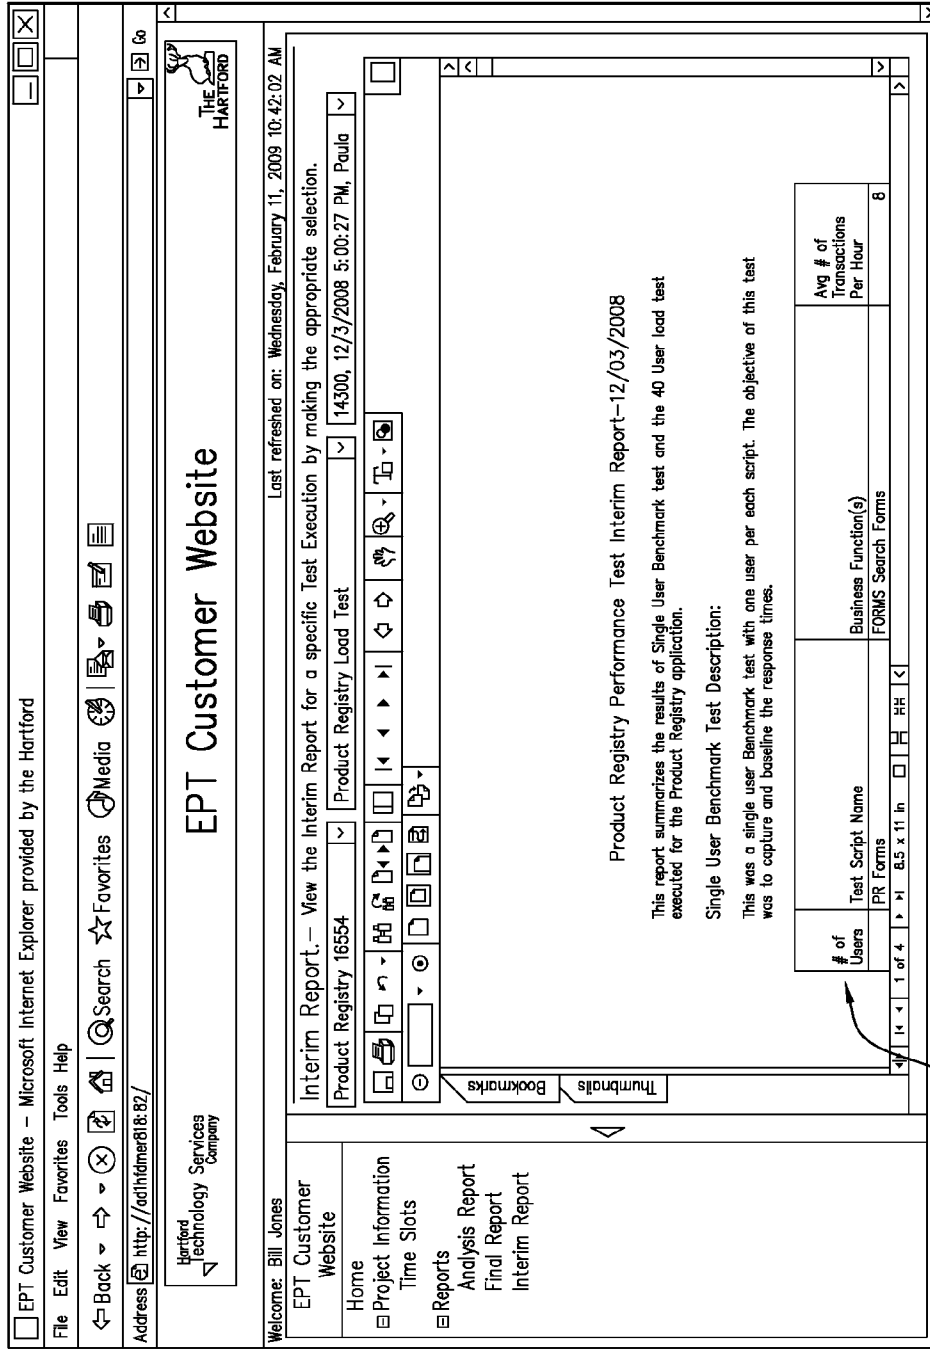 EPT Customer Website – Microsoft Internet Explorer provided by the Hartford
File Edit View Favorites Tools Help
Back Search Favorites Media
Address http://ad1hfdmer818:82/ Go
Hartford
Technology Services
Company
EPT Customer Website
THE
HARTFORD
Welcome: Bill Jones
Last refreshed on: Wednesday, February 11, 2009 10:42:02 AM
EPT Customer
Website
Home
Project Information
Time Slots
Reports
Analysis Report
Final Report
Interim Report
Interim Report.– View the Interim Report for a specific Test Execution by making the appropriate selection.
Product Registry 16554
Product Registry Load Test
14300, 12/3/2008 5:00:27 PM, Paula
Bookmarks
Thumbnails
Product Registry Performance Test Interim Report–12/03/2008
This report summarizes the results of Single User Benchmark test and the 40 User load test
executed for the Product Registry application.
Single User Benchmark Test Description:
This was a single user Benchmark test with one user per each script. The objective of this test
was to capture and baseline the response times.
# of
Users
Test Script Name
Business Function(s)
Avg # of
Transactions
Per Hour
PR Forms
FORMS Search Forms
8
1 of 4
8.5 x 11 in